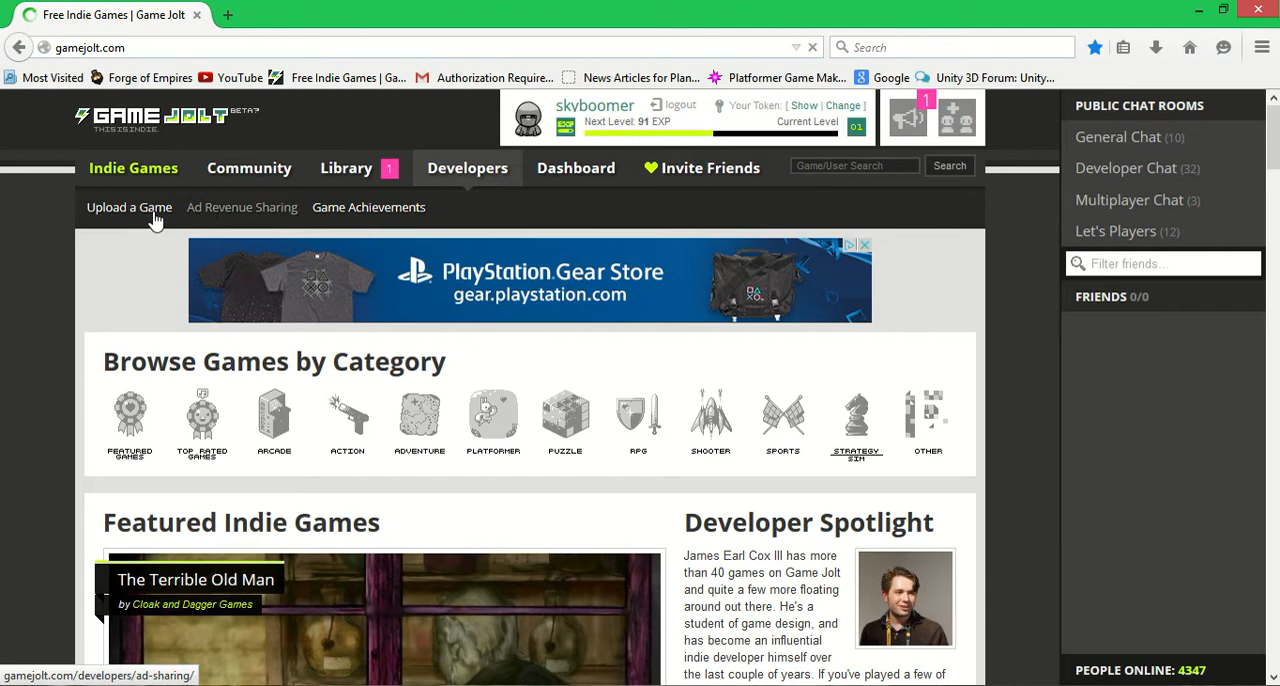 Free Indie Games | Game Jolt
gamejolt.com
Search
Most Visited
Forge of Empires
YouTube
Free Indie Games | Ga...
Authorization Require...
News Articles for Plan...
Platformer Game Mak...
Google
Unity 3D Forum: Unity...
GAME JOLT BETA?
THIS IS INDIE.
skyboomer
logout
Your Token: [ Show | Change ]
EXP
Next Level: 91 EXP
Current Level
01
1
Indie Games
Community
Library 1
Developers
Dashboard
Invite Friends
Game/User Search
Search
Upload a Game
Ad Revenue Sharing
Game Achievements
PlayStation.Gear Store
gear.playstation.com
Browse Games by Category
FEATURED GAMES
TOP RATED GAMES
ARCADE
ACTION
ADVENTURE
PLATFORMER
PUZZLE
RPG
SHOOTER
SPORTS
STRATEGY SIM
OTHER
Featured Indie Games
The Terrible Old Man
by Cloak and Dagger Games
Developer Spotlight
James Earl Cox III has more
than 40 games on Game Jolt
and quite a few more floating
around out there. He's a
student of game design, and
has become an influential
indie developer himself over
the last couple of years. If you've played a few of
PUBLIC CHAT ROOMS
General Chat (10)
Developer Chat (32)
Multiplayer Chat (3)
Let's Players (12)
Filter friends...
FRIENDS 0/0
PEOPLE ONLINE: 4347
gamejolt.com/developers/ad-sharing/